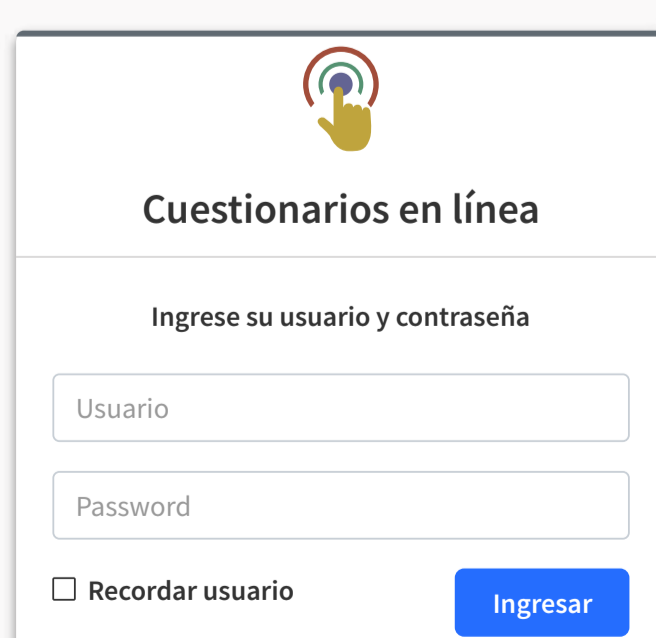 Cuestionarios en línea
Ingrese su usuario y contraseña
Usuario
Password
Recordar usuario
Ingresar